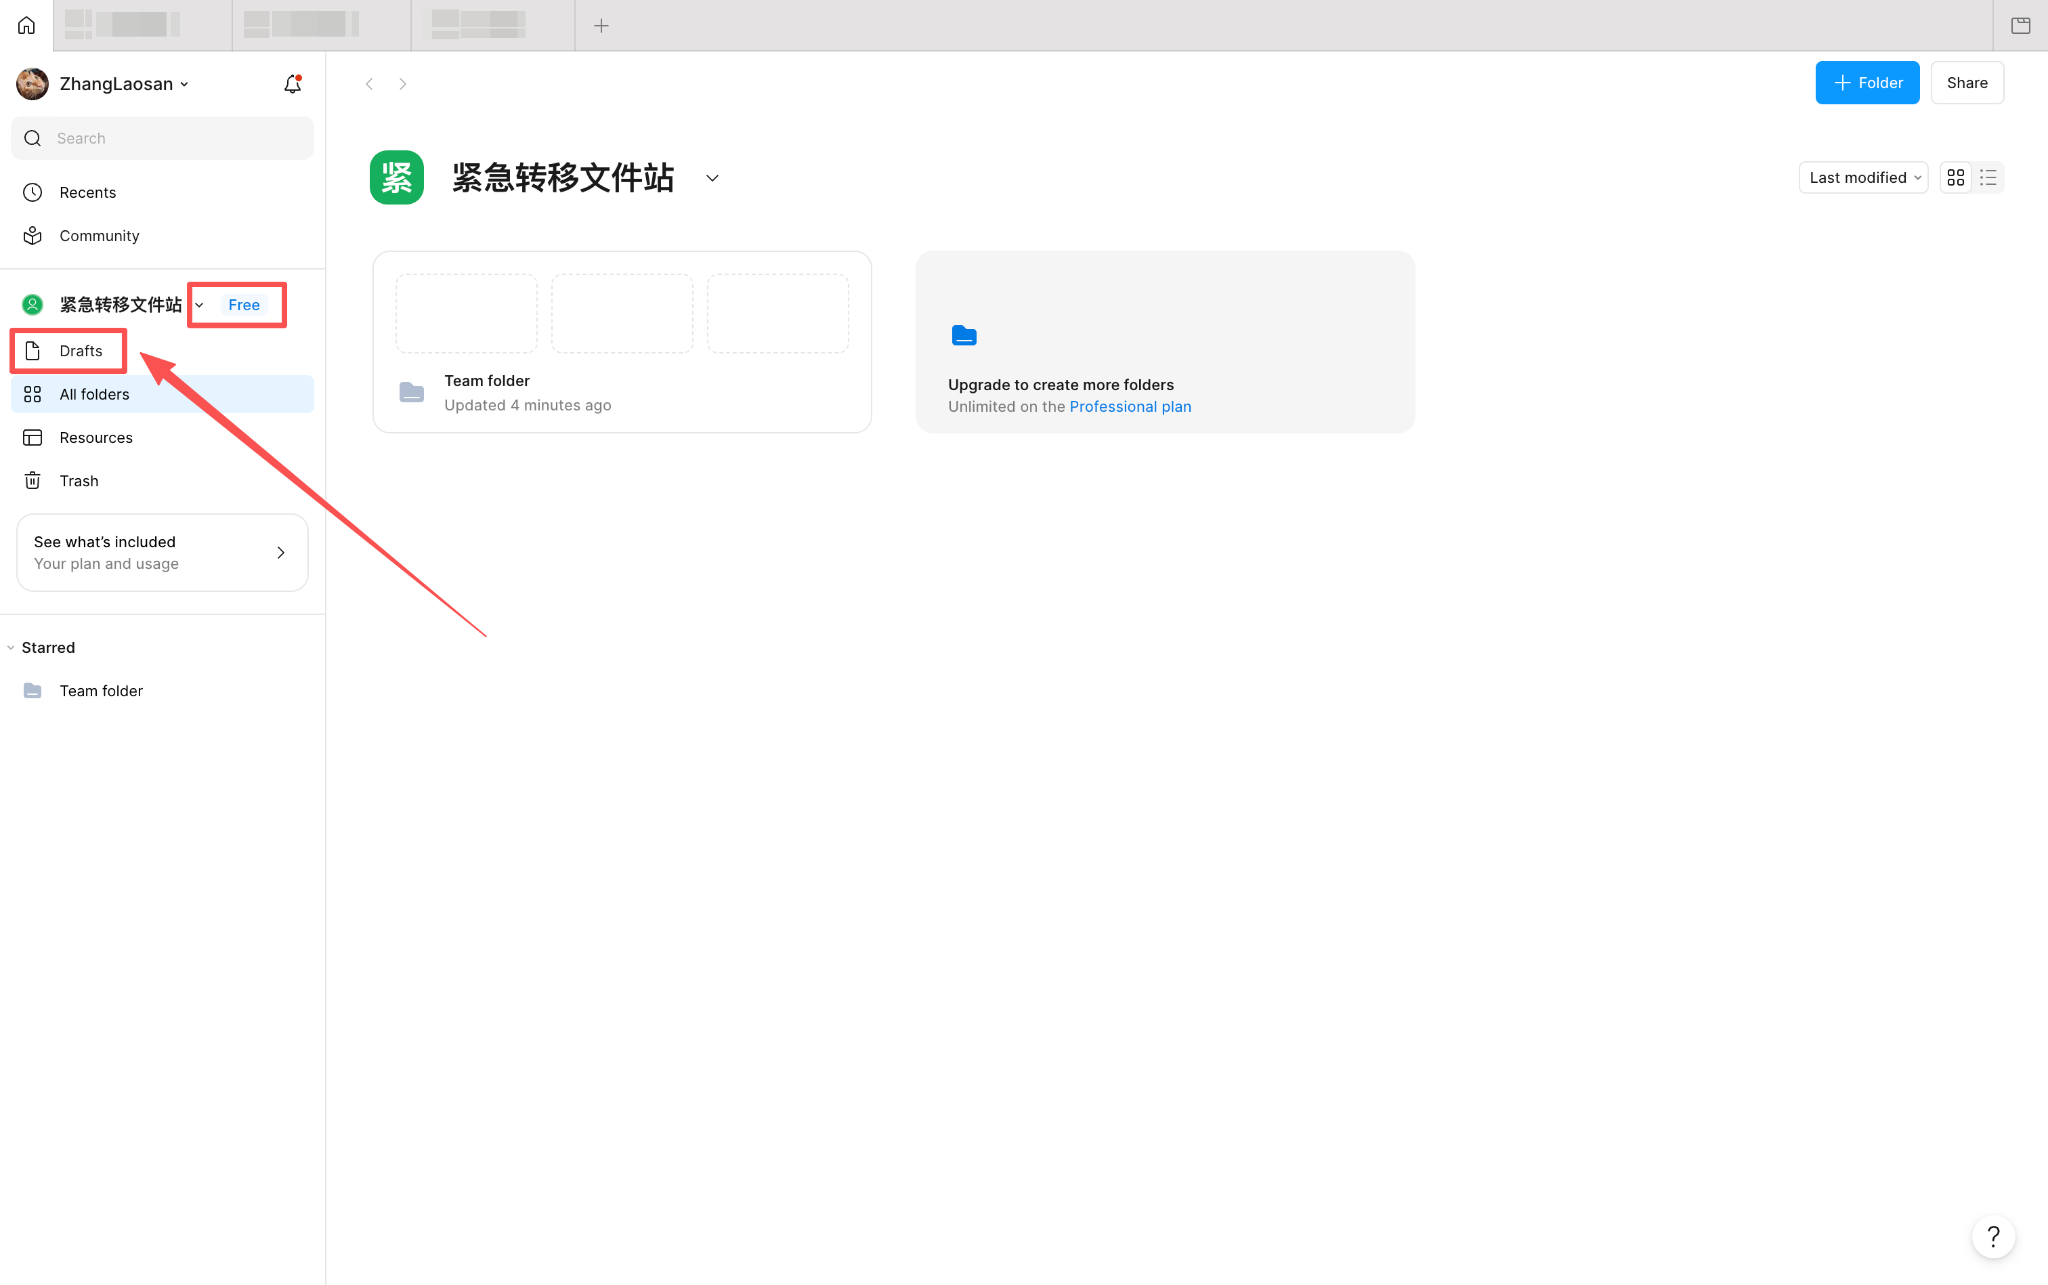 ZhangLaosan
Search
Recents
Community
紧急转移文件站
Free
Drafts
All folders
Resources
Trash
See what's included
Your plan and usage
Starred
Team folder
Folder
Share
紧
紧急转移文件站
Last modified
Team folder
Updated 4 minutes ago
Upgrade to create more folders
Unlimited on the Professional plan
?